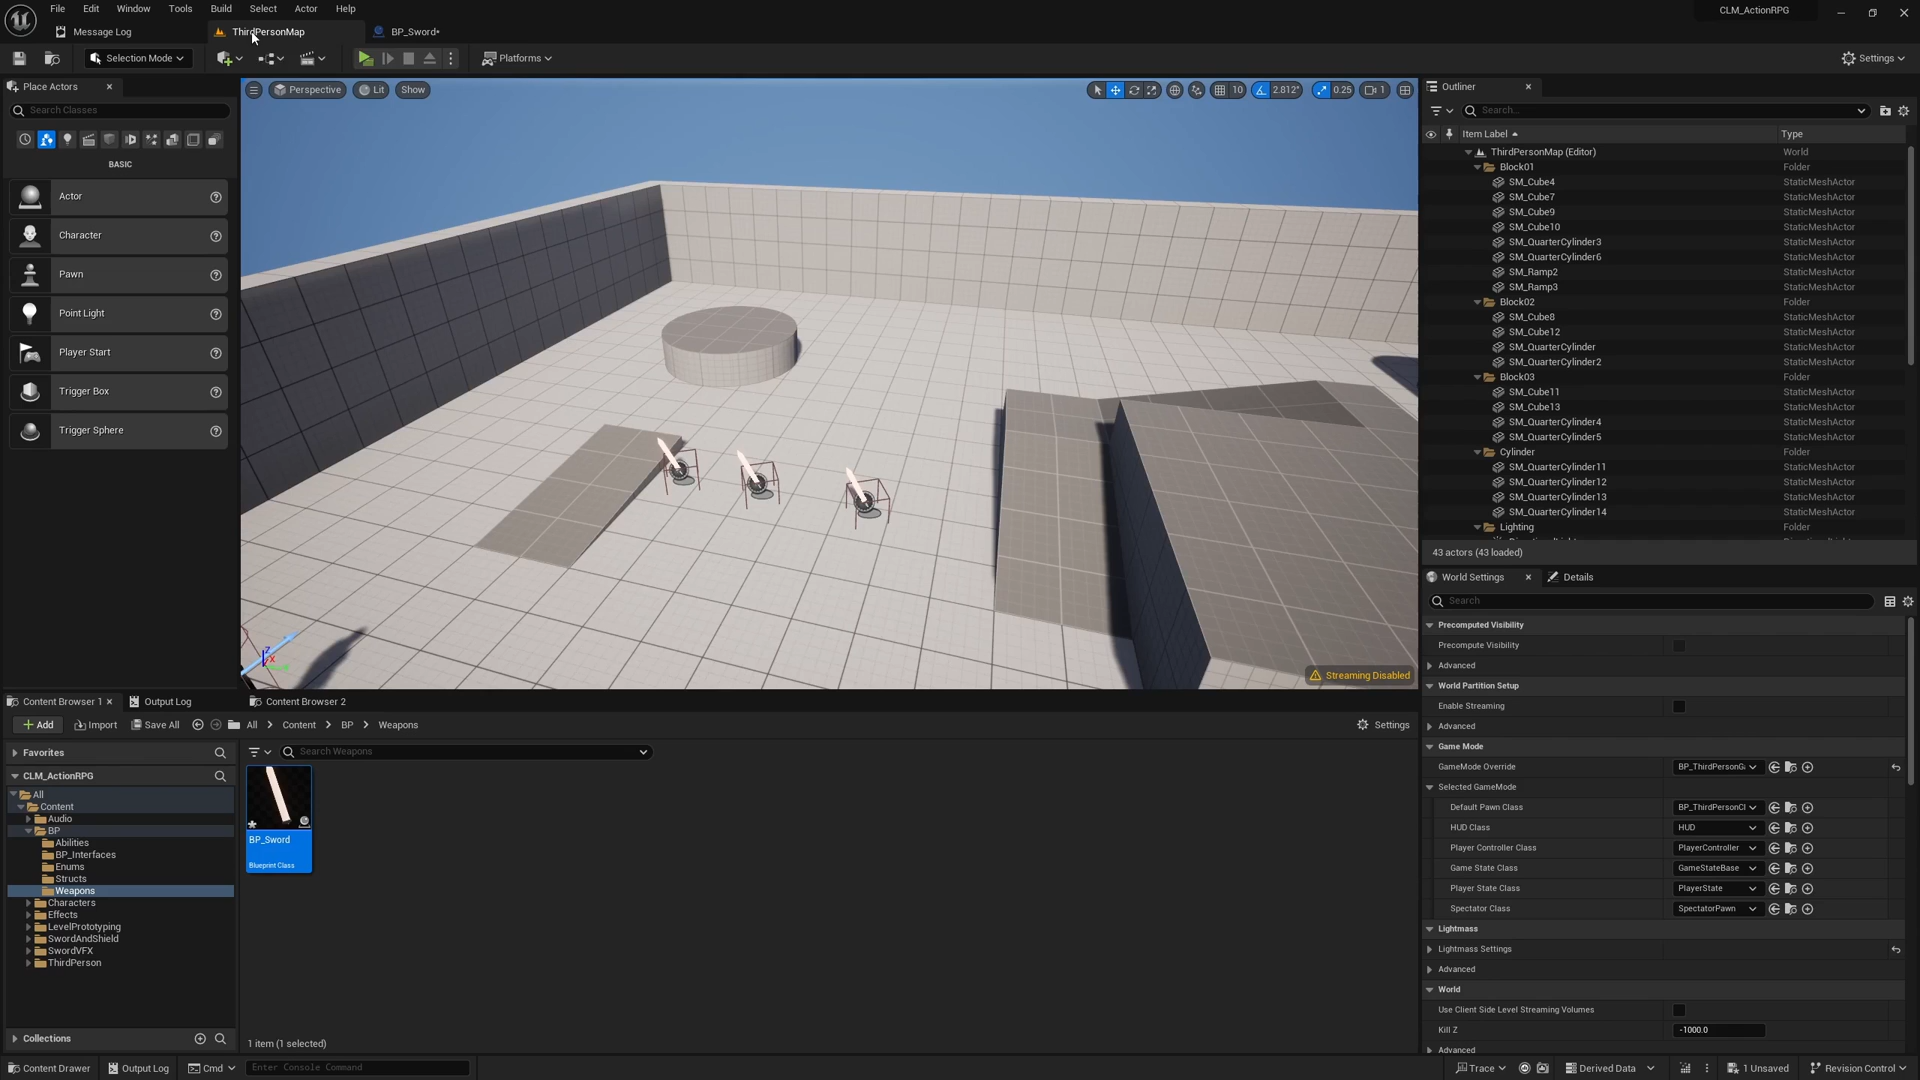 File Edit Window Tools Build Select Actor Help
CLM_ActionRPG
Message Log
ThirdPersonMap
BP_Sword*
Selection Mode
Platforms
Settings
Place Actors
Search Classes
BASIC
Actor
Character
Pawn
Point Light
Player Start
Trigger Box
Trigger Sphere
Perspective
Lit
Show
10
2.812°
0.25
1
Streaming Disabled
Outliner
Search...
Item Label
Type
ThirdPersonMap (Editor) World
Block01 Folder
SM_Cube4 StaticMeshActor
SM_Cube7 StaticMeshActor
SM_Cube9 StaticMeshActor
SM_Cube10 StaticMeshActor
SM_QuarterCylinder3 StaticMeshActor
SM_QuarterCylinder6 StaticMeshActor
SM_Ramp2 StaticMeshActor
SM_Ramp3 StaticMeshActor
Block02 Folder
SM_Cube8 StaticMeshActor
SM_Cube12 StaticMeshActor
SM_QuarterCylinder StaticMeshActor
SM_QuarterCylinder2 StaticMeshActor
Block03 Folder
SM_Cube11 StaticMeshActor
SM_Cube13 StaticMeshActor
SM_QuarterCylinder4 StaticMeshActor
SM_QuarterCylinder5 StaticMeshActor
Cylinder Folder
SM_QuarterCylinder11 StaticMeshActor
SM_QuarterCylinder12 StaticMeshActor
SM_QuarterCylinder13 StaticMeshActor
SM_QuarterCylinder14 StaticMeshActor
Lighting Folder
43 actors (43 loaded)
World Settings
Details
Search
Precomputed Visibility
Precompute Visibility
Advanced
World Partition Setup
Enable Streaming
Advanced
Game Mode
GameMode Override BP_ThirdPersonG
Selected GameMode
Default Pawn Class BP_ThirdPersonCl
HUD Class HUD
Player Controller Class PlayerController
Game State Class GameStateBase
Player State Class PlayerState
Spectator Class SpectatorPawn
Lightmass
Lightmass Settings
Advanced
World
Use Client Side Level Streaming Volumes
Kill Z -1000.0
Advanced
Content Browser 1
Output Log
Content Browser 2
Add
Import
Save All
All
Content
BP
Weapons
Settings
Favorites
Search Weapons
CLM_ActionRPG
All
Content
Audio
BP
Abilities
BP_Interfaces
Enums
Structs
Weapons
Characters
Effects
LevelPrototyping
SwordAndShield
SwordVFX
ThirdPerson
Collections
BP_Sword
Blueprint Class
1 item (1 selected)
Content Drawer
Output Log
Cmd
Enter Console Command
Trace
Derived Data
1 Unsaved
Revision Control